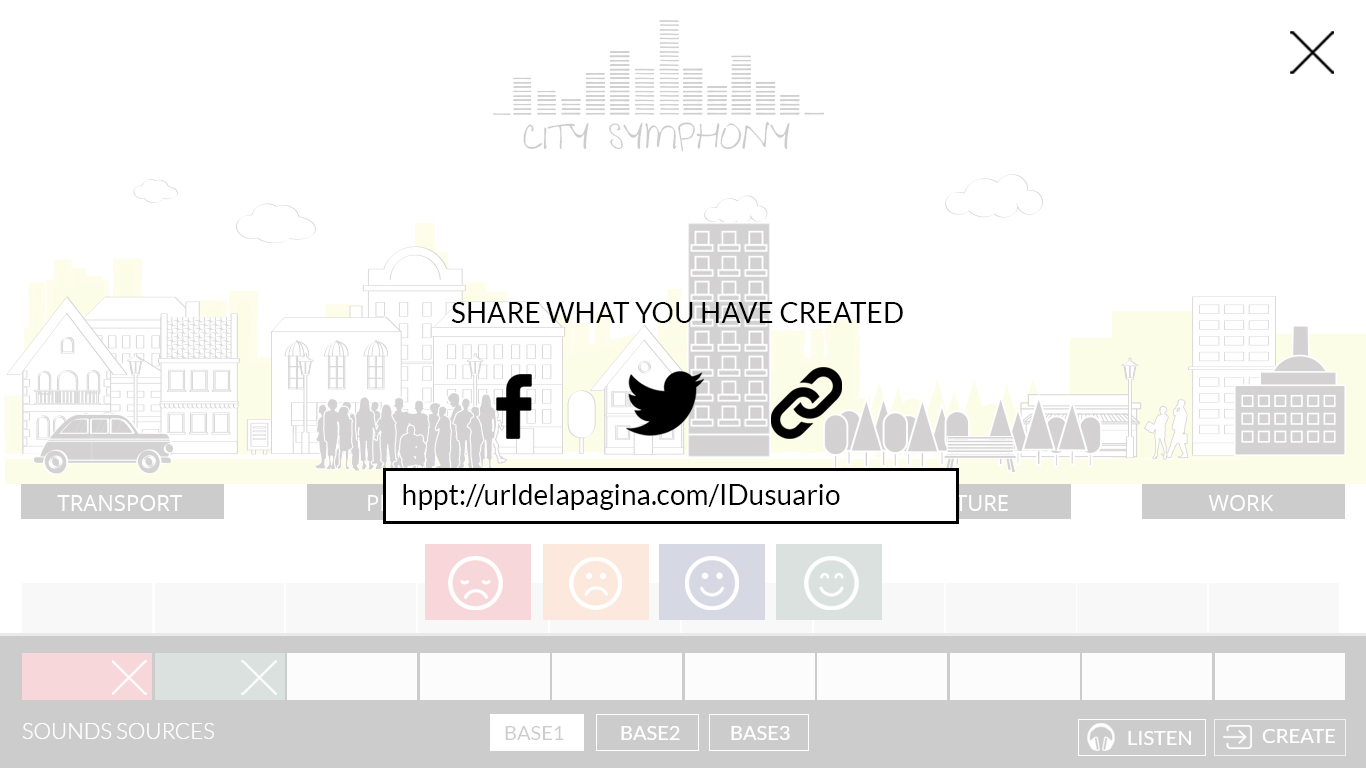 CITY SYMPHONY
SHARE WHAT YOU HAVE CREATED
hppt://urldelapagina.com/IDusuario
TRANSPORT
WORK
SOUNDS SOURCES
BASE1
BASE2
BASE3
LISTEN
CREATE